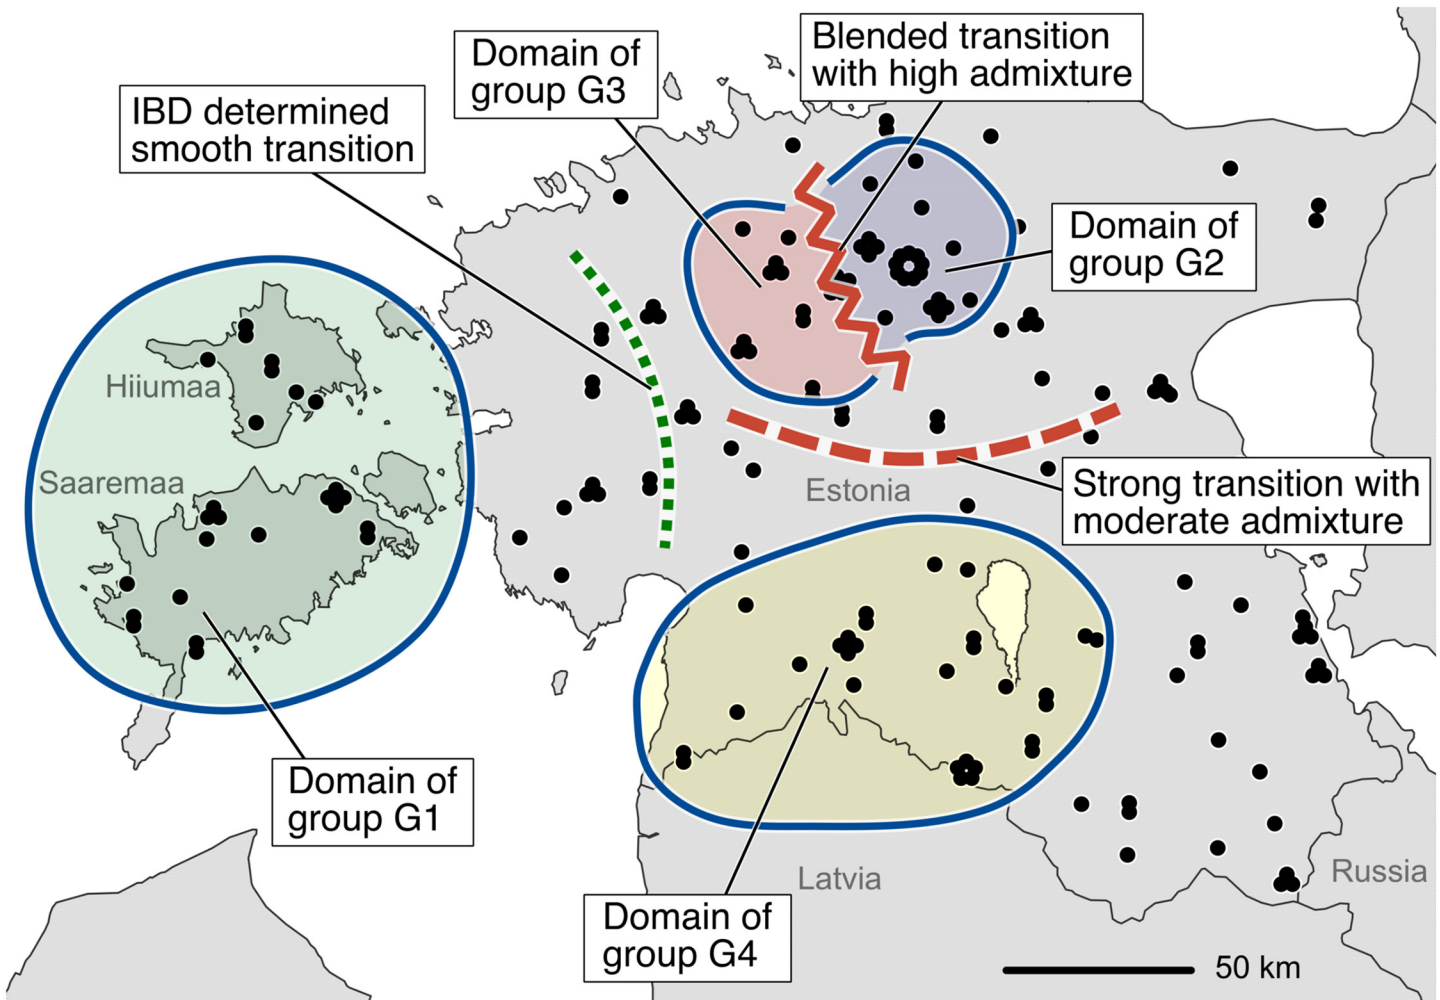 Blended transition
with high admixture
Domain of
group G3
IBD determined
smooth transition
Domain of
group G2
Hiiumaa
Saaremaa
Estonia
Strong transition with
moderate admixture
Domain of
group G1
Latvia
Russia
Domain of
group G4
50 km